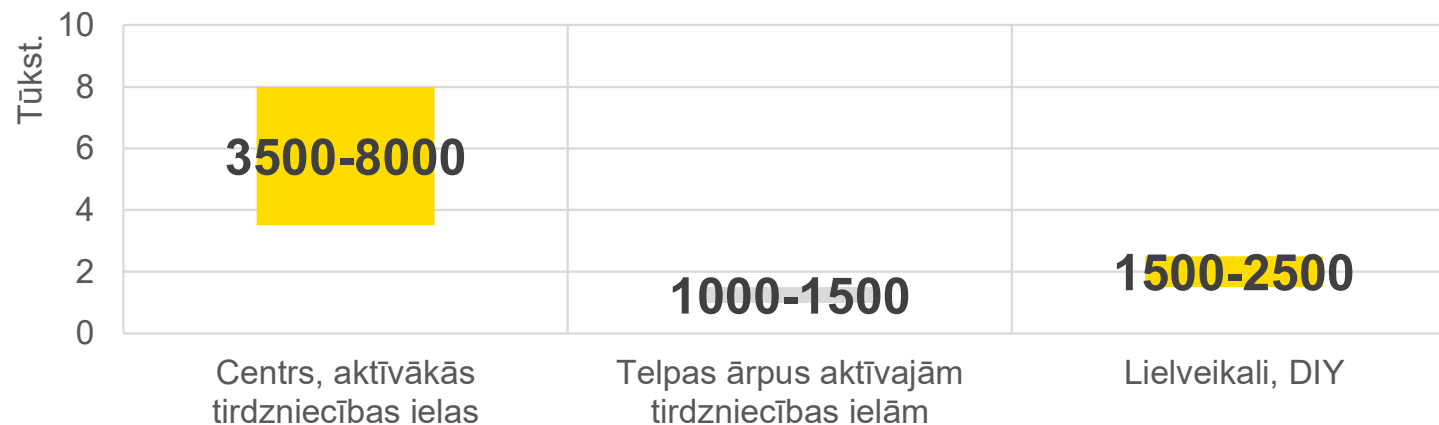 Tūkst.
10
8
6
4
2
0
3500-8000
1000-1500
1500-2500
Centrs, aktīvākās
tirdzniecības ielas
Telpas ārpus aktīvajām
tirdzniecības ielām
Lielveikali, DIY